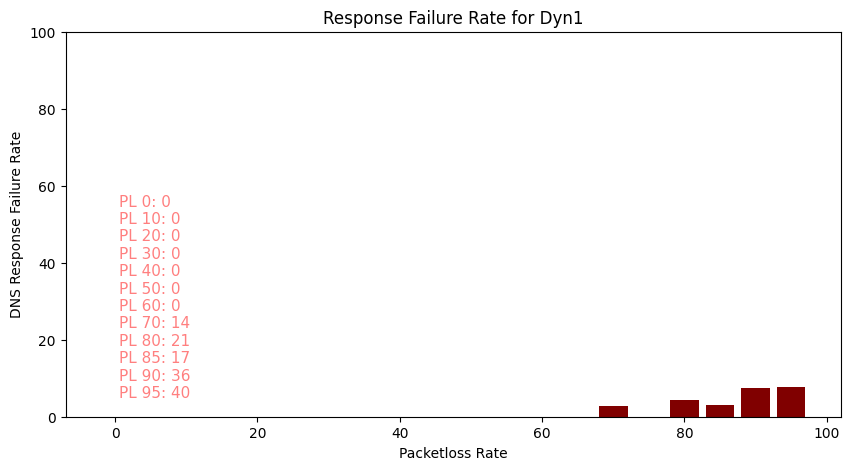 Response Failure Rate for Dyn1
100
80
60
40
20
0
DNS Response Failure Rate
PL 0: 0
PL 10: 0
PL 20: 0
PL 30: 0
PL 40: 0
PL 50: 0
PL 60: 0
PL 70: 14
PL 80: 21
PL 85: 17
PL 90: 36
PL 95: 40
0 20 40 60 80 100
Packetloss Rate